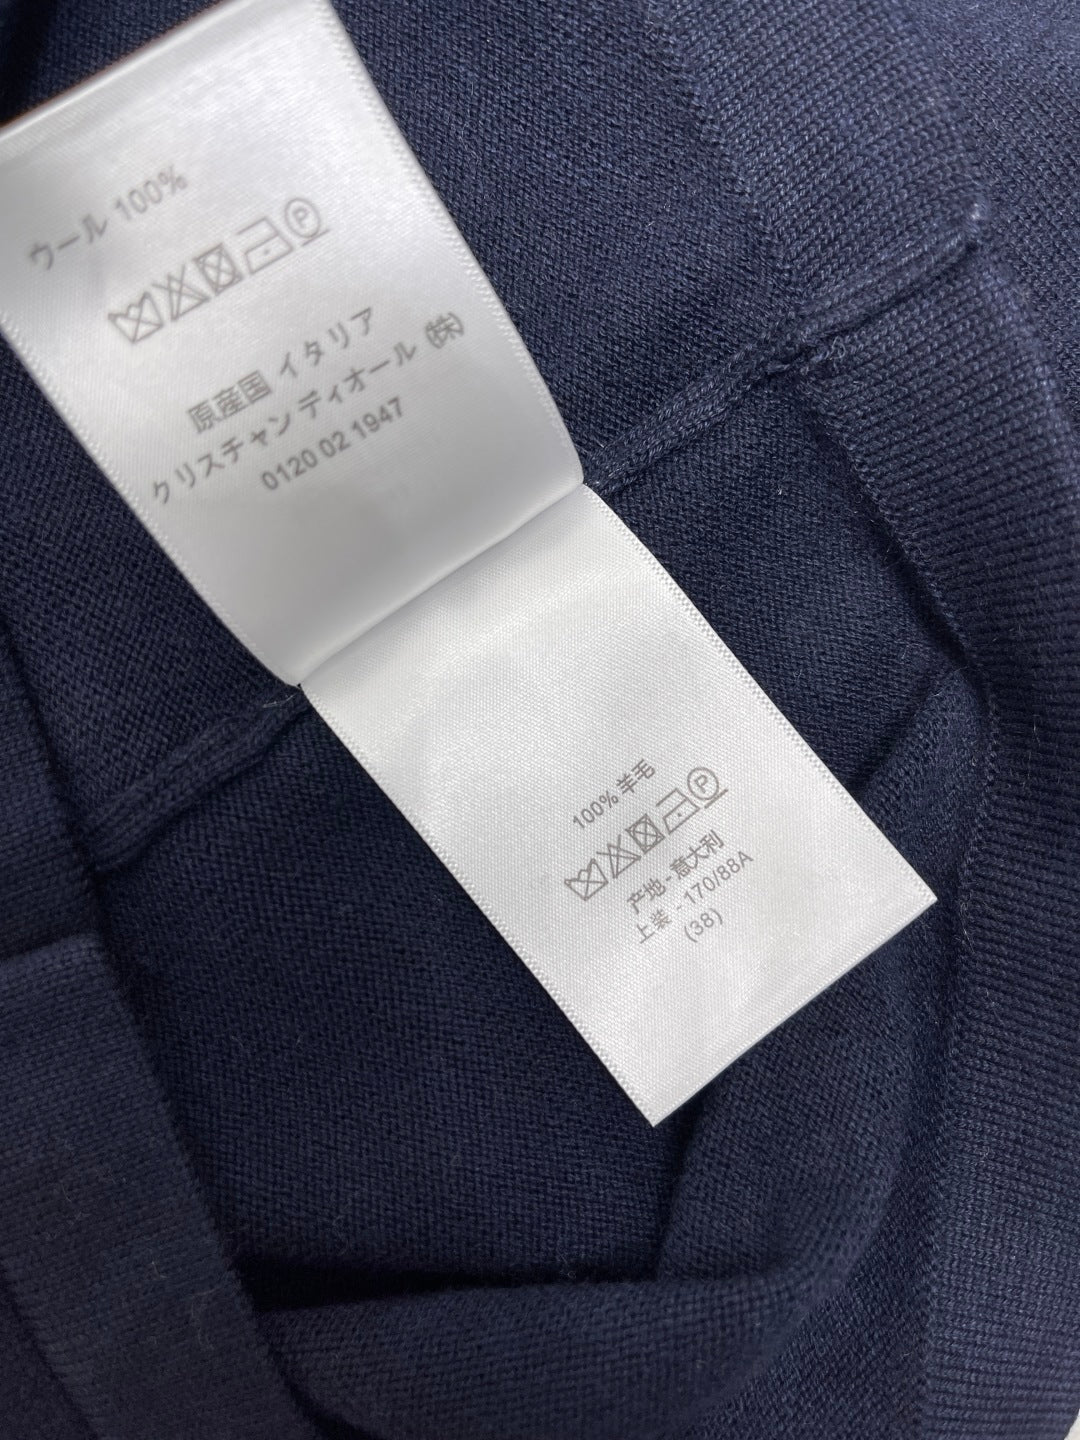 ウール 100%
原産国 イタリア
クリスチャン ディオール (株)
0120 02 1947
100% 羊毛
产地 - 意大利
上装 - 170/88A
(38)